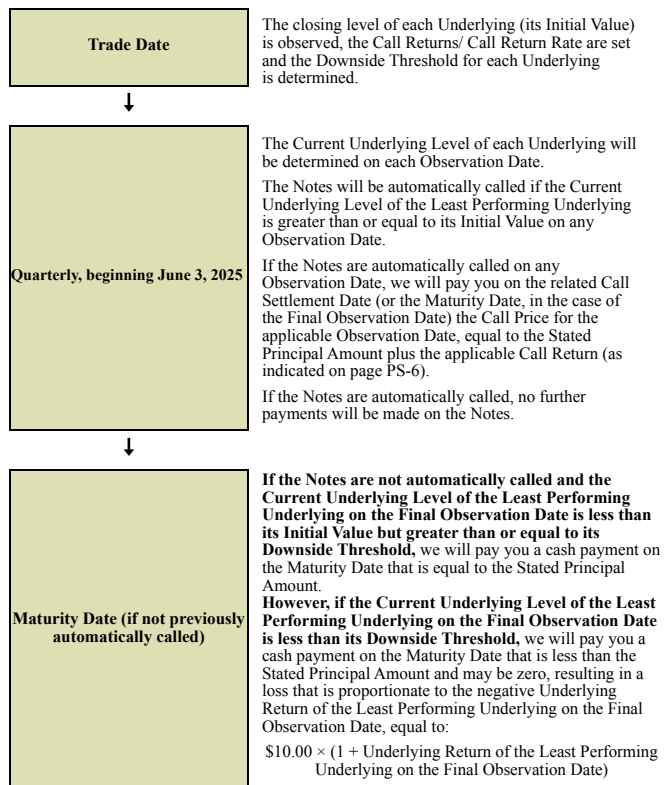 Trade Date
The closing level of each Underlying (its Initial Value)
is observed, the Call Returns/ Call Return Rate are set
and the Downside Threshold for each Underlying
is determined.
Quarterly, beginning June 3, 2025
The Current Underlying Level of each Underlying will
be determined on each Observation Date.
The Notes will be automatically called if the Current
Underlying Level of the Least Performing Underlying
is greater than or equal to its Initial Value on any
Observation Date.
If the Notes are automatically called on any
Observation Date, we will pay you on the related Call
Settlement Date (or the Maturity Date, in the case of
the Final Observation Date) the Call Price for the
applicable Observation Date, equal to the Stated
Principal Amount plus the applicable Call Return (as
indicated on page PS-6).
If the Notes are automatically called, no further
payments will be made on the Notes.
Maturity Date (if not previously
automatically called)
If the Notes are not automatically called and the
Current Underlying Level of the Least Performing
Underlying on the Final Observation Date is less than
its Initial Value but greater than or equal to its
Downside Threshold, we will pay you a cash payment on
the Maturity Date that is equal to the Stated Principal
Amount.
However, if the Current Underlying Level of the Least
Performing Underlying on the Final Observation Date
is less than its Downside Threshold, we will pay you a
cash payment on the Maturity Date that is less than the
Stated Principal Amount and may be zero, resulting in a
loss that is proportionate to the negative Underlying
Return of the Least Performing Underlying on the Final
Observation Date, equal to:
$10.00 × (1 + Underlying Return of the Least Performing
Underlying on the Final Observation Date)